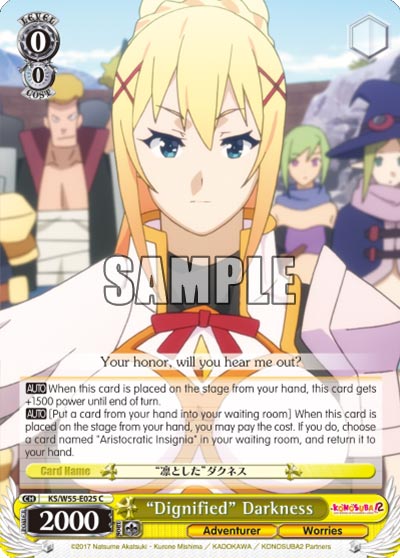 LEVEL
0
0
COST
SAMPLE
Your honor, will you hear me out?
AUTO When this card is placed on the stage from your hand, this card gets
+1500 power until end of turn.
AUTO [Put a card from your hand into your waiting room] When this card is
placed on the stage from your hand, you may pay the cost. If you do, choose
a card named "Aristocratic Insignia" in your waiting room, and return it to
your hand.
Card Name
“凛とした”ダクネス
CH KS/W55-E025 C
POWER 2000
“Dignified” Darkness
KONOSUBA 2
Adventurer Worries
©2017 Natsume Akatsuki・Kurone Mishima / KADOKAWA / KONOSUBA2 Partners